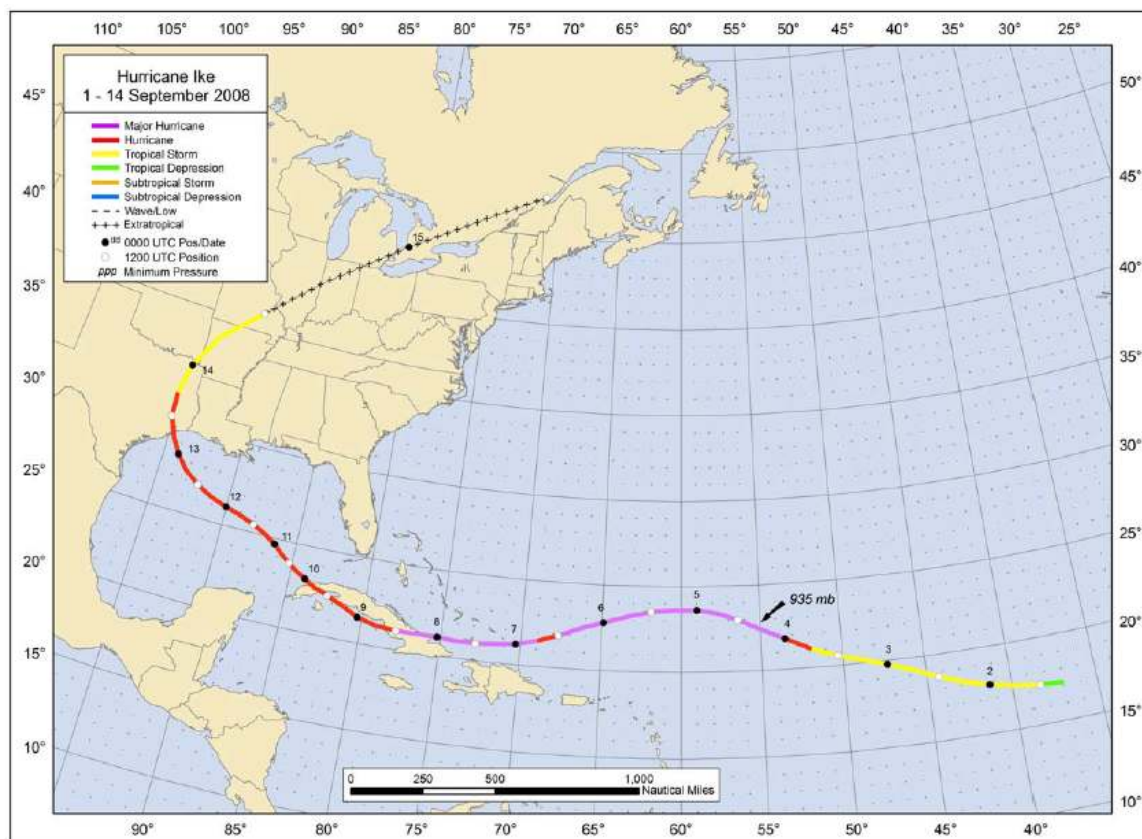 110° 105° 100° 95° 90° 85° 80° 75° 70° 65° 60° 55° 50° 45° 40° 35° 30° 25°
Hurricane Ike
1 - 14 September 2008
Major Hurricane
Hurricane
Tropical Storm
Tropical Depression
Subtropical Storm
Subtropical Depression
Wave/Low
Extratropical
0000 UTC Pos/Date
1200 UTC Position
PPP Minimum Pressure
45°
40°
35°
30°
25°
20°
15°
10°
50°
45°
40°
35°
30°
25°
20°
15°
10°
15
14
13
12
11
10
9
8
7
6
5
935 mb
4
3
2
0 250 500 1,000
Nautical Miles
90° 85° 80° 75° 70° 65° 60° 55° 50° 45° 40°